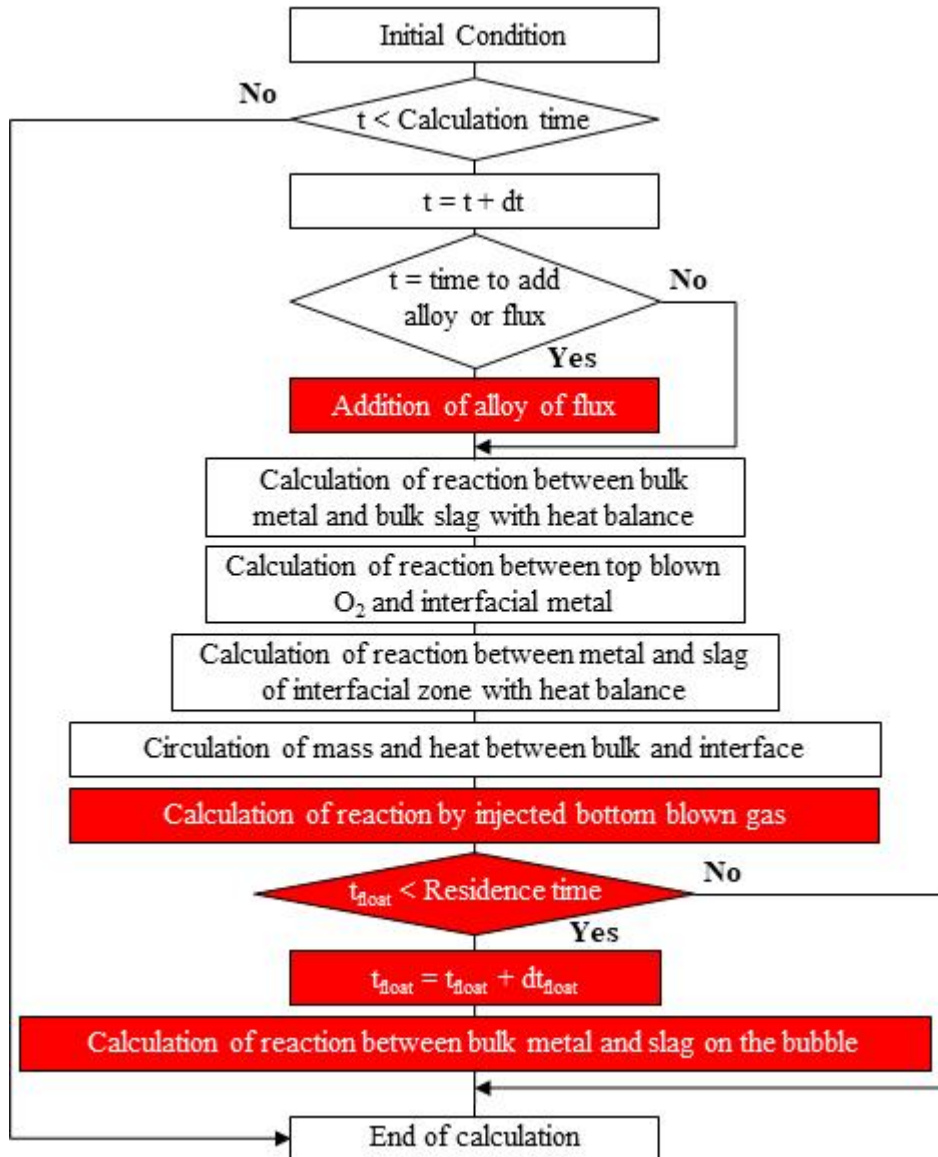 Initial Condition
No
t < Calculation time
t = t + dt
t = time to add
alloy or flux
No
Yes
Addition of alloy of flux
Calculation of reaction between bulk
metal and bulk slag with heat balance
Calculation of reaction between top blown
O₂ and interfacial metal
Calculation of reaction between metal and slag
of interfacial zone with heat balance
Circulation of mass and heat between bulk and interface
Calculation of reaction by injected bottom blown gas
t_float < Residence time
No
Yes
t_float = t_float + dt_float
Calculation of reaction between bulk metal and slag on the bubble
End of calculation